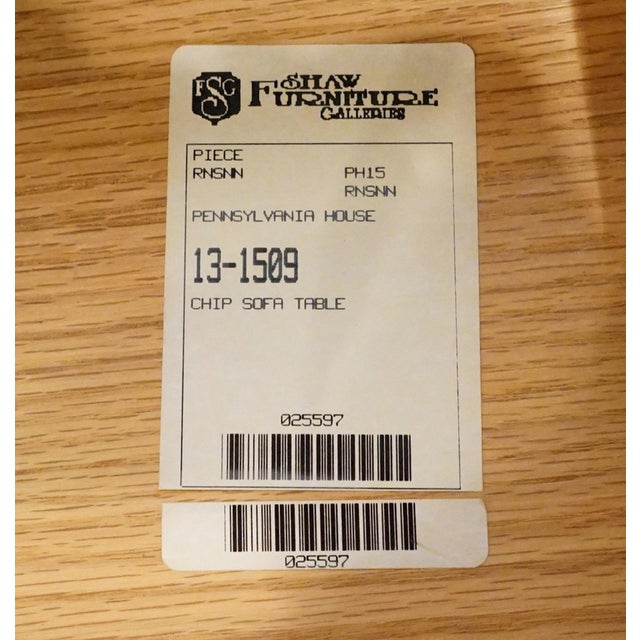 FSG
SHAW
FURNITURE
GALLERIES
PIECE
RNSNN PH15
RNSNN
PENNSYLVANIA HOUSE
13-1509
CHIP SOFA TABLE
025597
025597